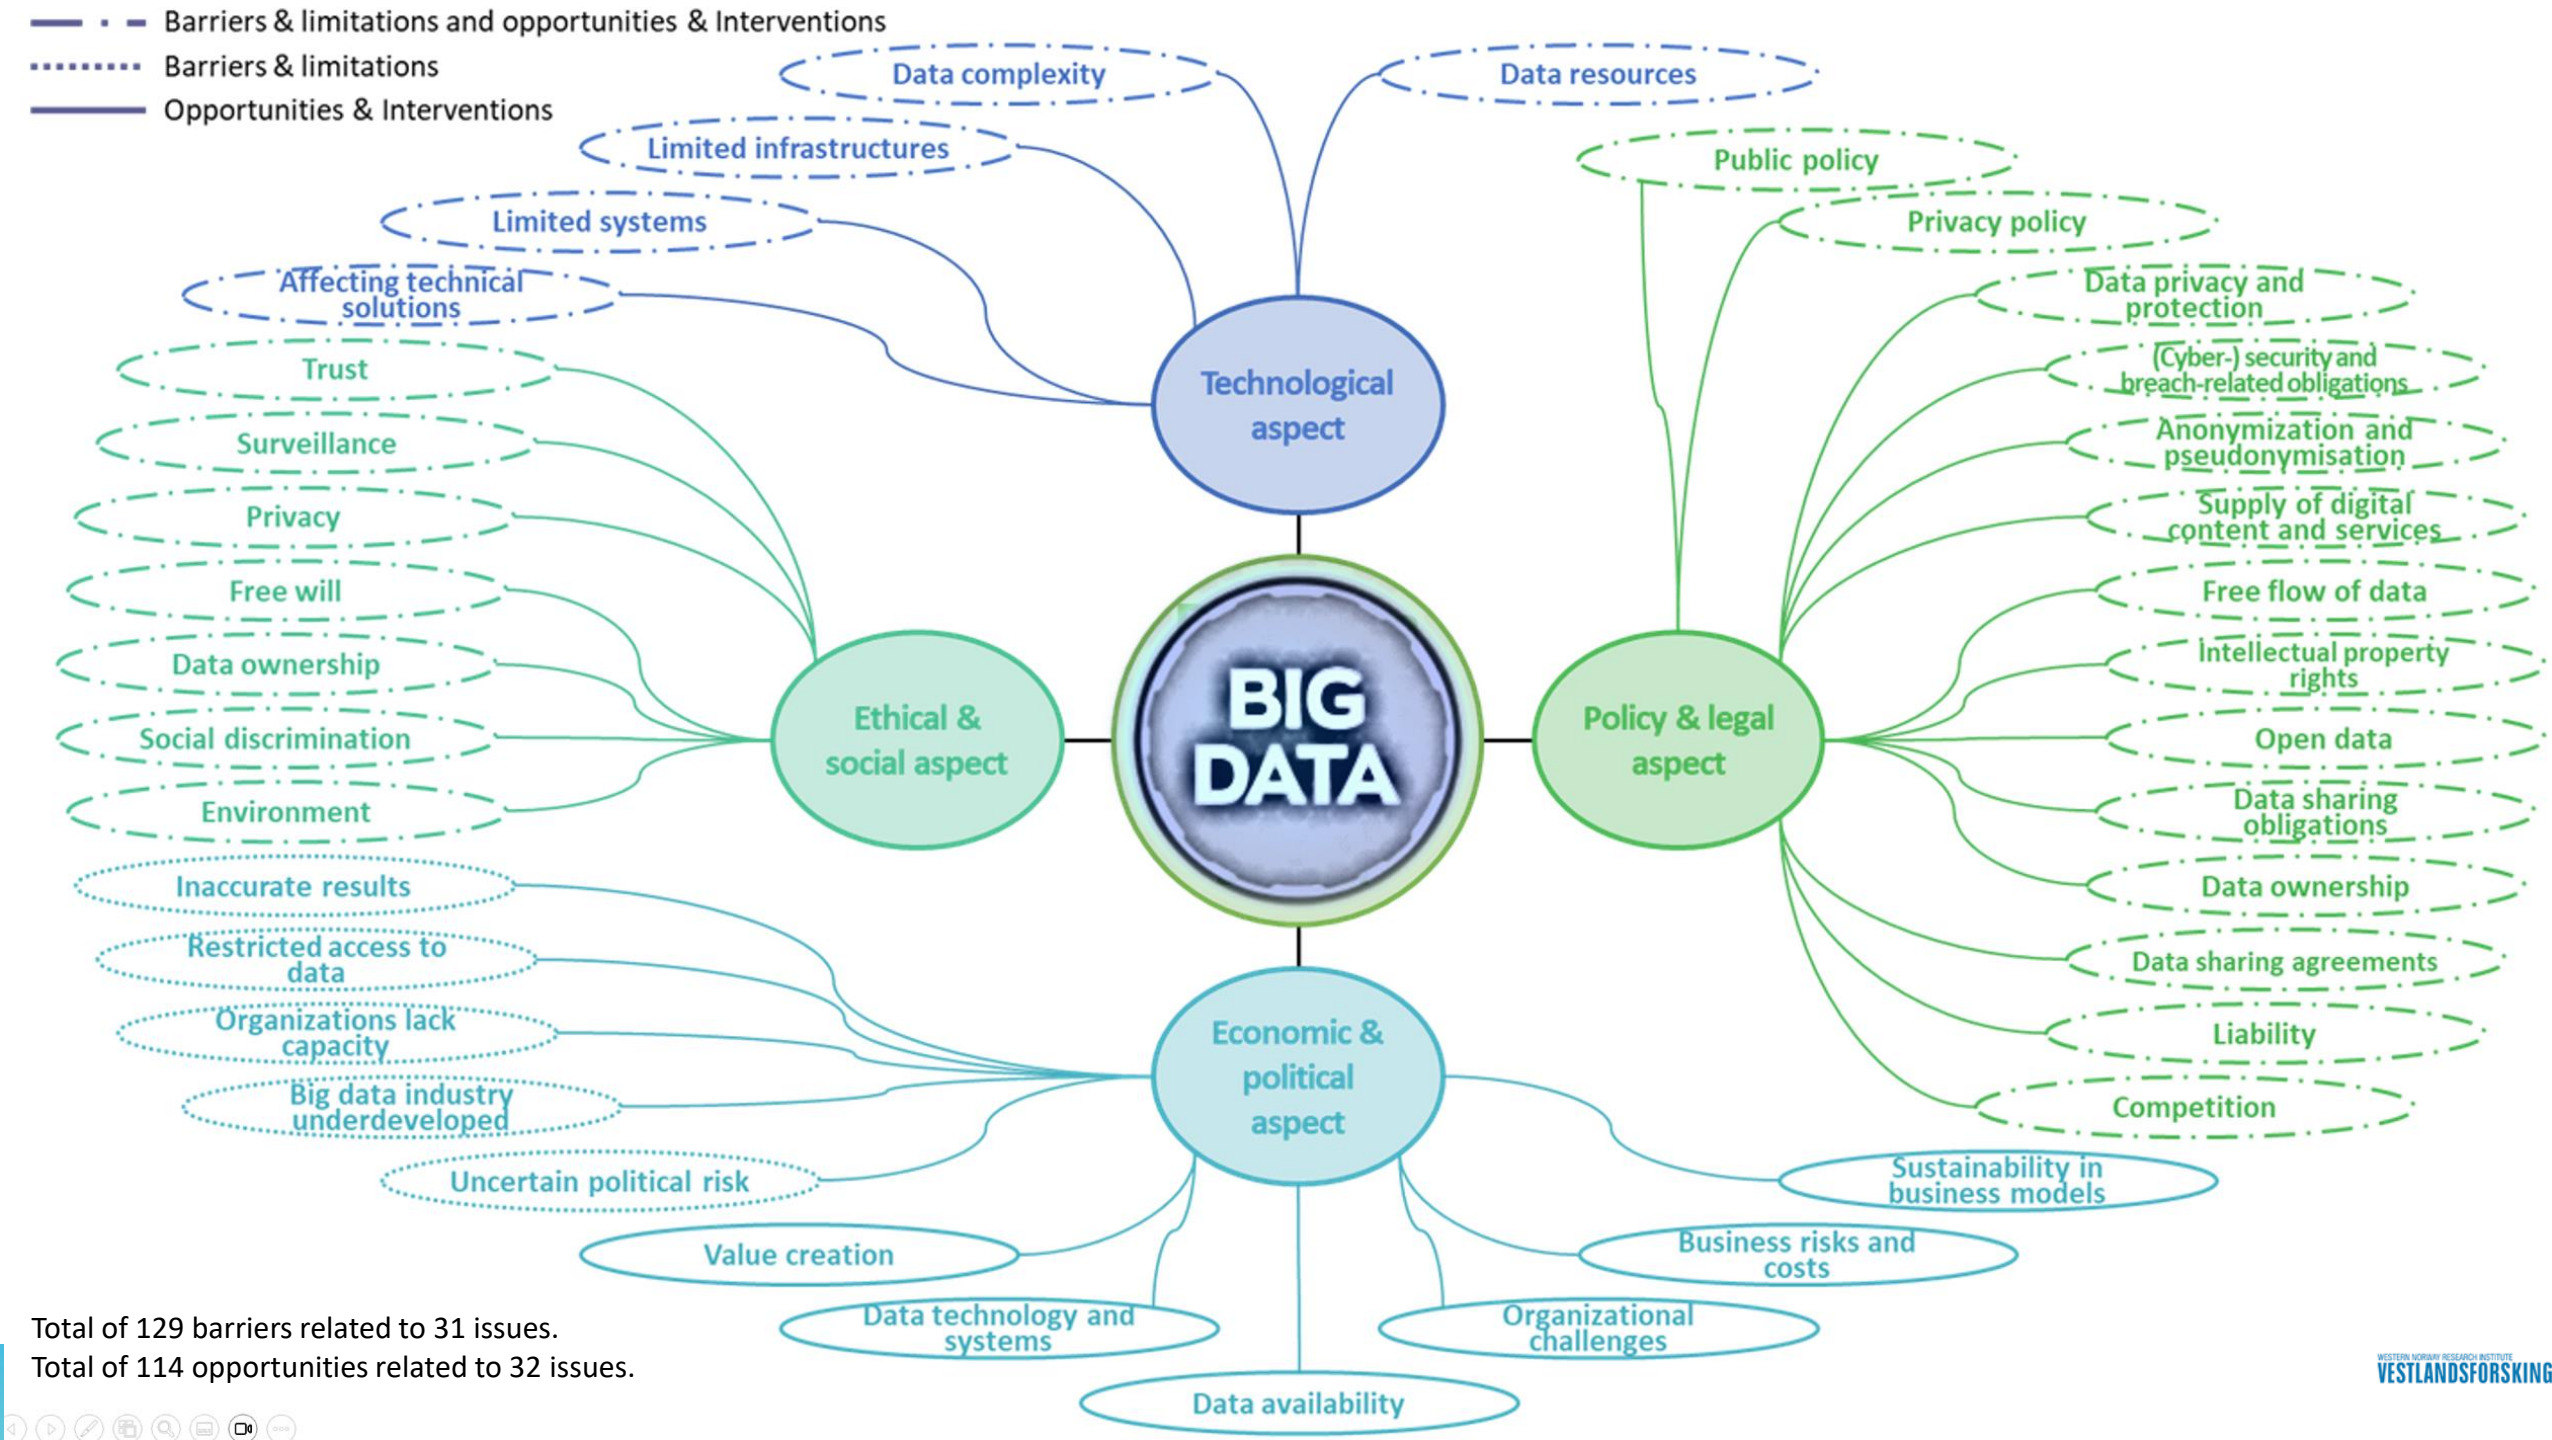 Barriers & limitations and opportunities & Interventions
Barriers & limitations
Opportunities & Interventions
Data complexity
Data resources
Limited infrastructures
Limited systems
Affecting technical
solutions
Public policy
Privacy policy
Data privacy and
protection
(Cyber-) security and
breach-related obligations
Anonymization and
pseudonymisation
Supply of digital
content and services
Free flow of data
Intellectual property
rights
Open data
Data sharing
obligations
Data ownership
Data sharing agreements
Liability
Competition
Technological
aspect
Trust
Surveillance
Privacy
Free will
Data ownership
Social discrimination
Environment
Ethical &
social aspect
BIG
DATA
Policy & legal
aspect
Inaccurate results
Restricted access to
data
Organizations lack
capacity
Big data industry
underdeveloped
Uncertain political risk
Economic &
political
aspect
Value creation
Data technology and
systems
Data availability
Organizational
challenges
Business risks and
costs
Sustainability in
business models
Total of 129 barriers related to 31 issues.
Total of 114 opportunities related to 32 issues.
WESTERN NORWAY RESEARCH INSTITUTE
VESTLANDSFORSKING